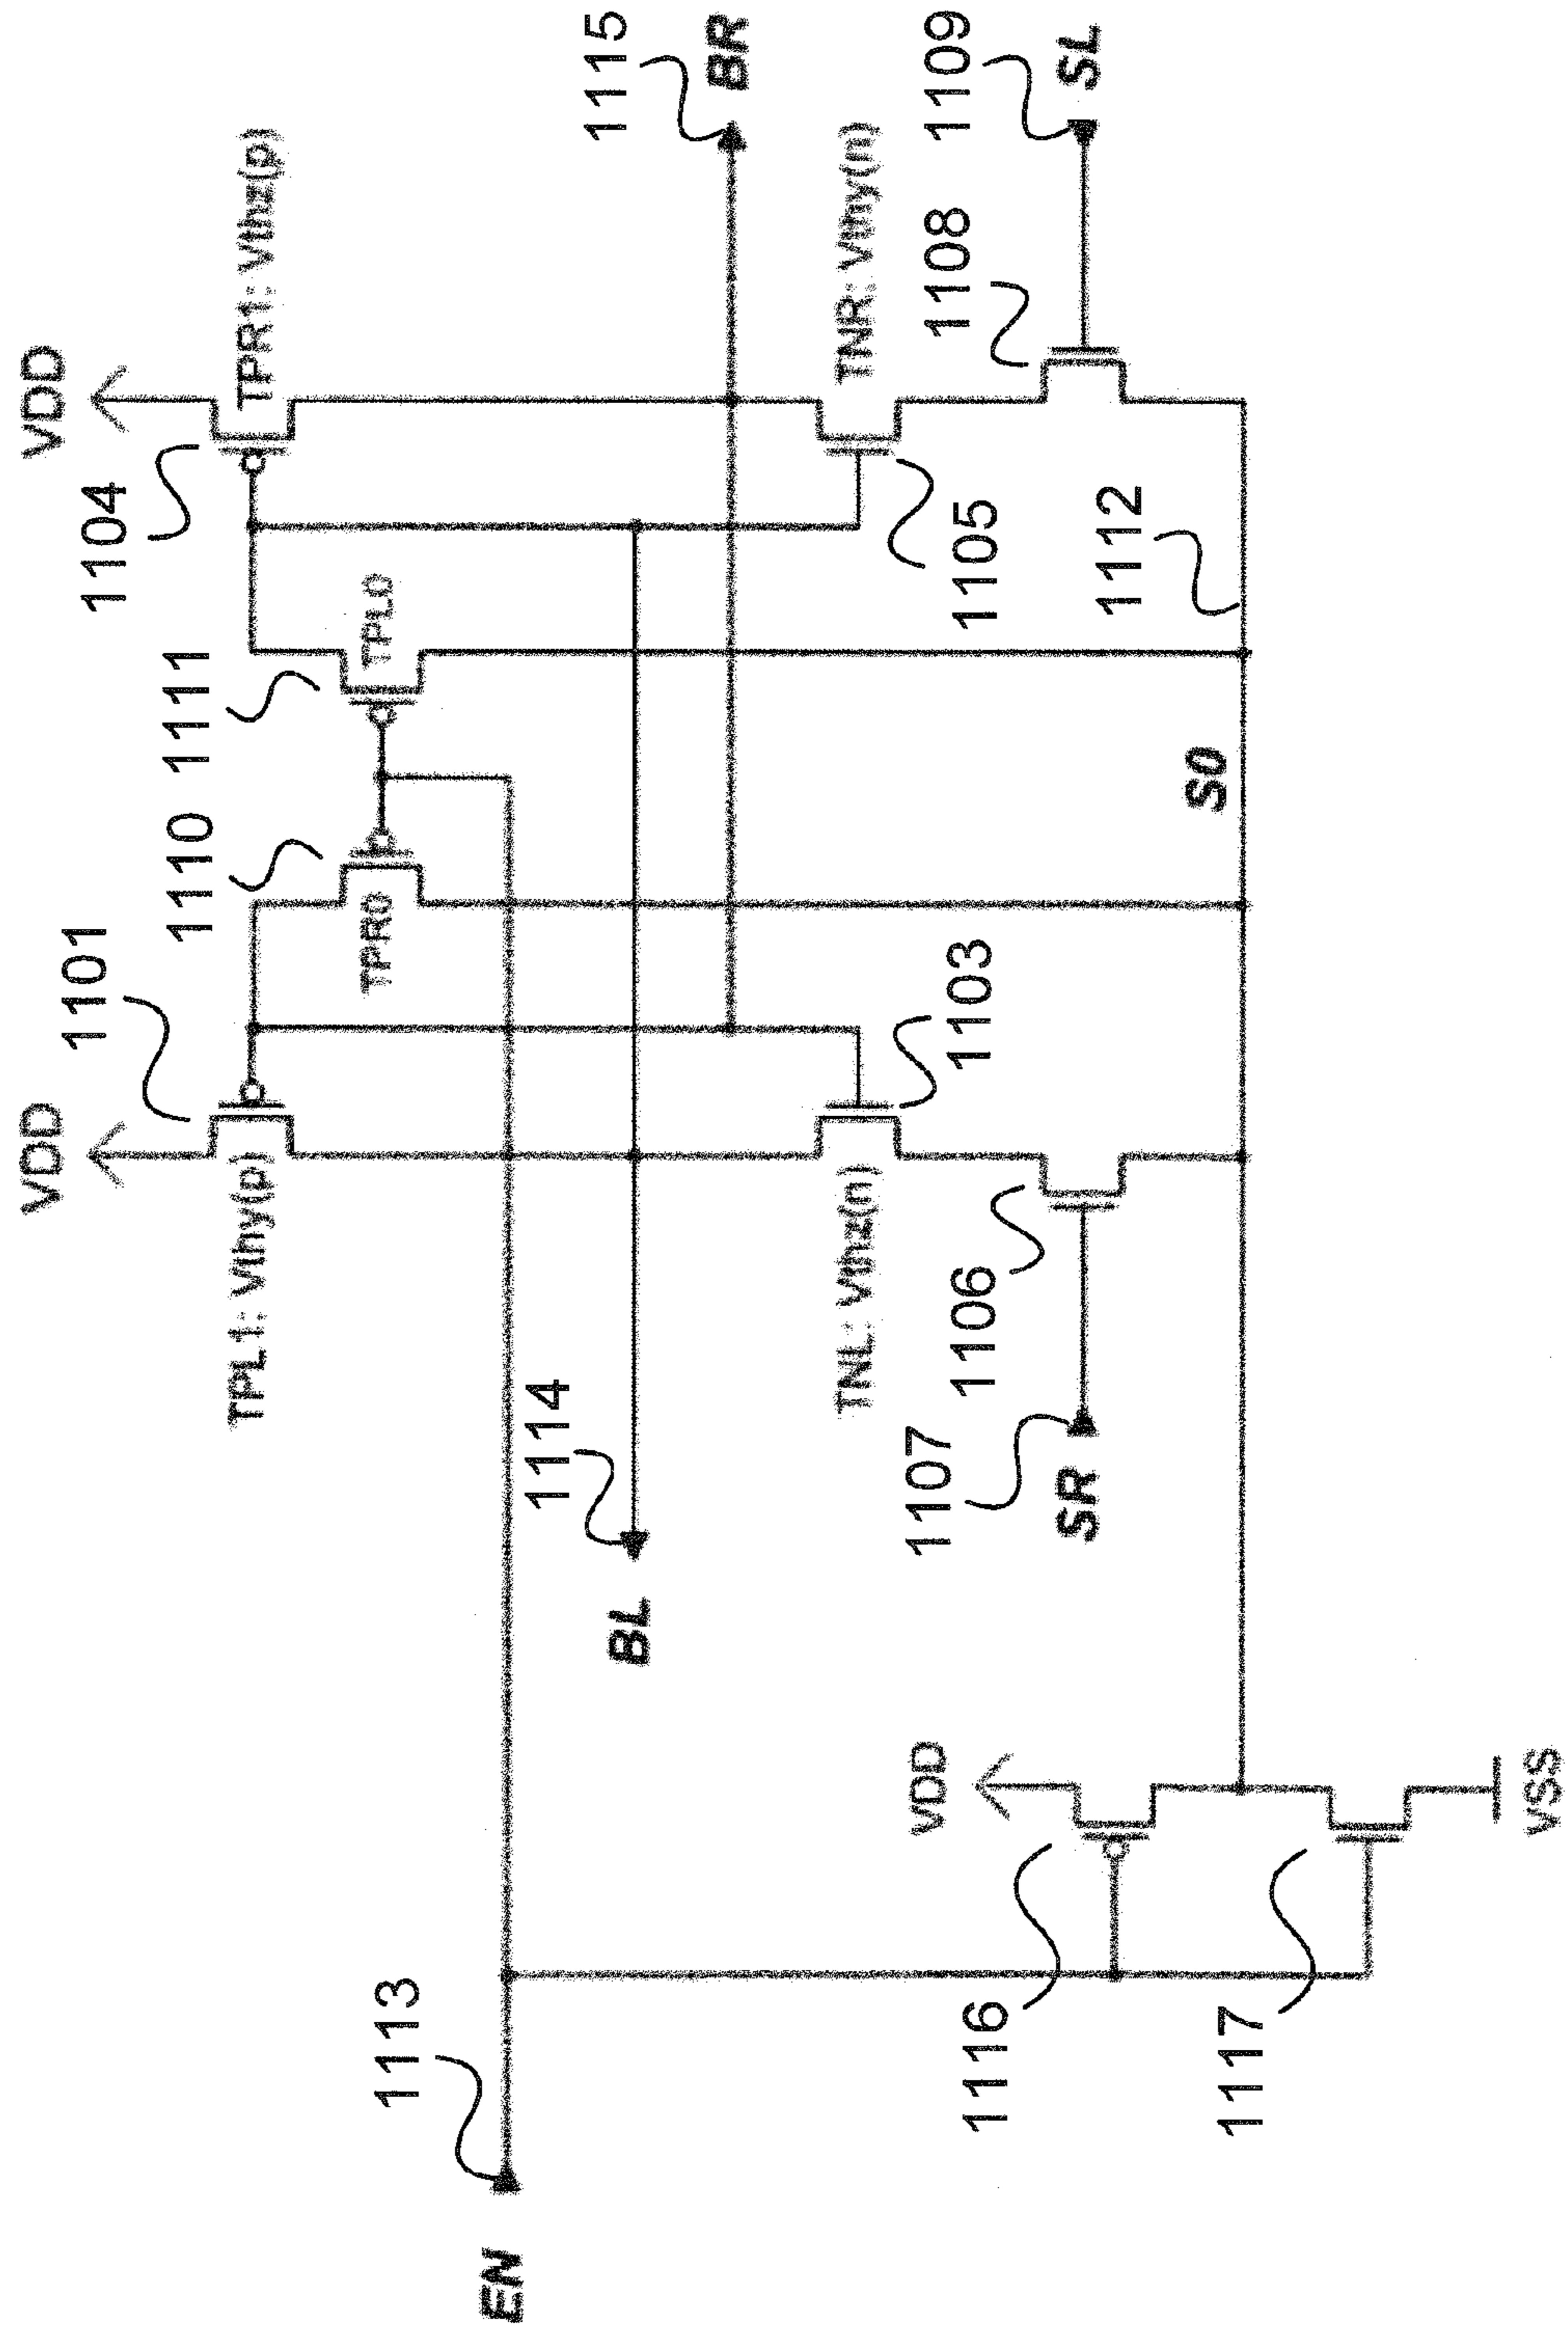 VDD
1101
VDD
1104
TPL1: Vthy(p)
TPR1: Vthz(p)
1110
1111
TPR0
TPL0
1113
EN
1114
BL
1115
BR
TNL: Vthz(n)
1103
TNR: Vthy(n)
1105
1107
SR
1106
1108
1109
SL
1112
S0
VDD
1116
1117
VSS